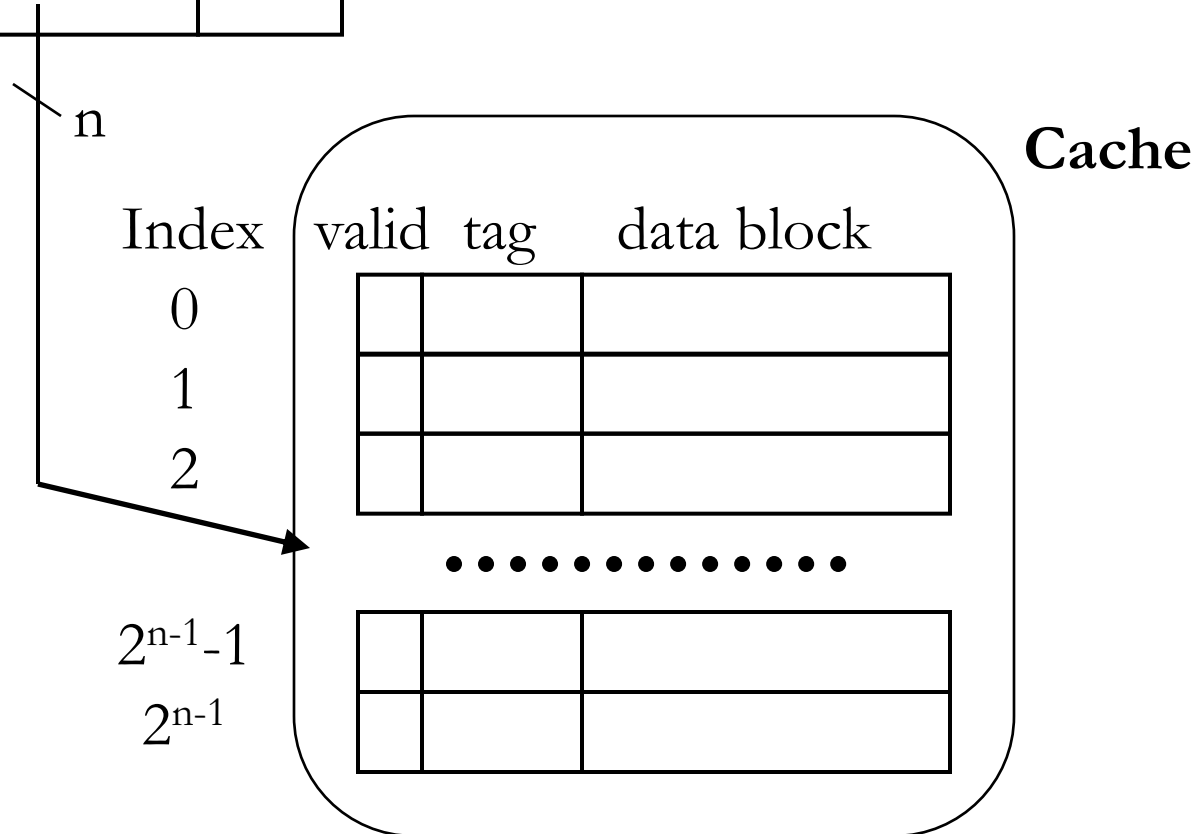 n
Cache
Index valid tag data block
0
1
2
2ⁿ⁻¹-1
2ⁿ⁻¹